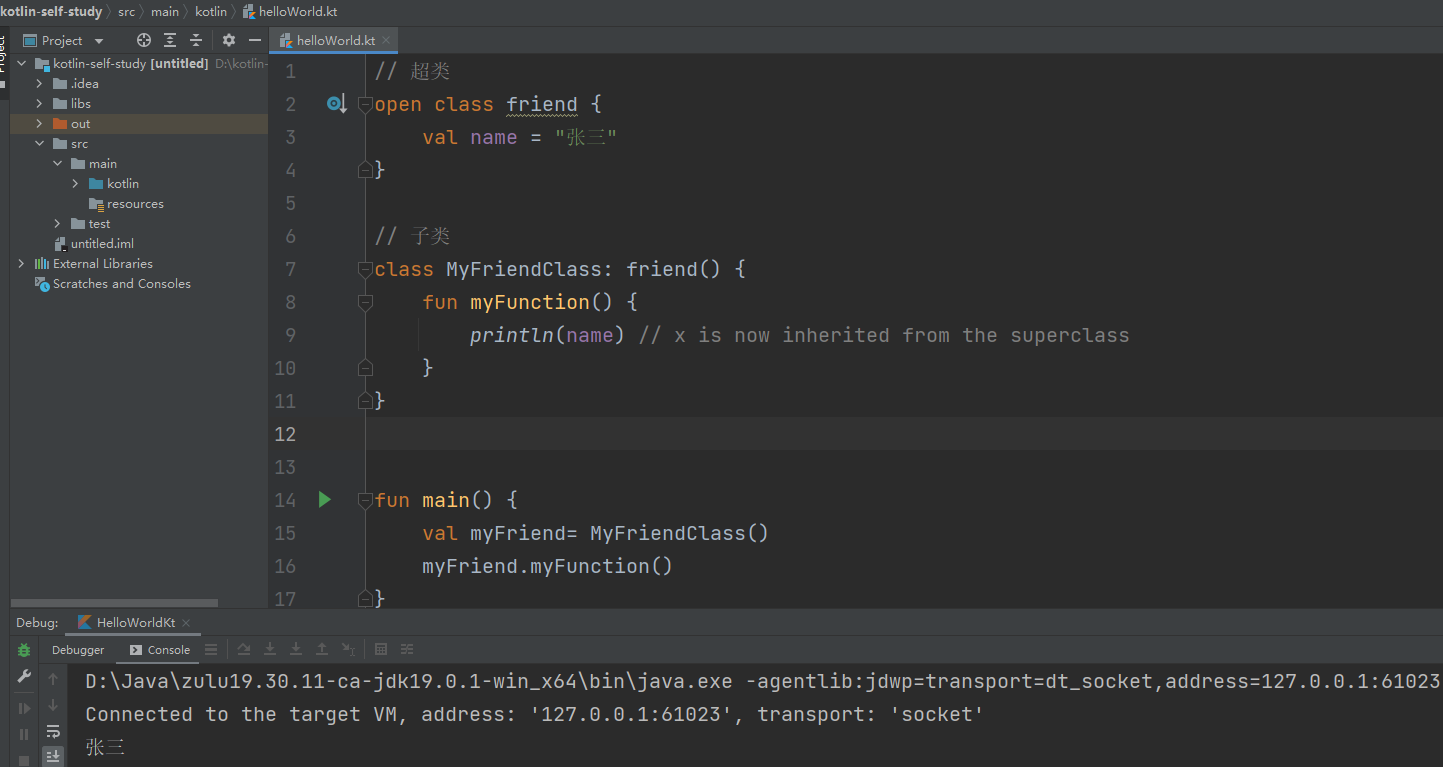 kotlin-self-study 〉 src 〉 main 〉 kotlin 〉 helloWorld.kt
Project
Project
helloWorld.kt
kotlin-self-study [untitled] D:\kotlin-
.idea
libs
out
src
main
kotlin
resources
test
untitled.iml
External Libraries
Scratches and Consoles
1 // 超类
2 open class friend {
3 val name = "张三"
4 }
5
6 // 子类
7 class MyFriendClass: friend() {
8 fun myFunction() {
9 println(name) // x is now inherited from the superclass
10 }
11 }
12
13
14 fun main() {
15 val myFriend= MyFriendClass()
16 myFriend.myFunction()
17 }
Debug: HelloWorldKt
Debugger Console
D:\Java\zulu19.30.11-ca-jdk19.0.1-win_x64\bin\java.exe -agentlib:jdwp=transport=dt_socket,address=127.0.0.1:61023
Connected to the target VM, address: '127.0.0.1:61023', transport: 'socket'
张三